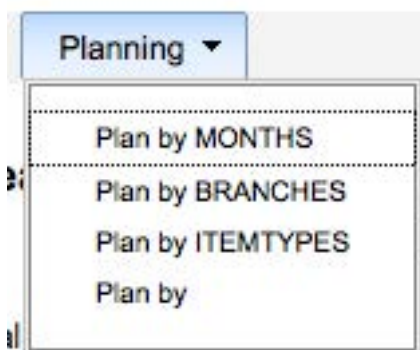 Planning
Plan by MONTHS
Plan by BRANCHES
Plan by ITEMTYPES
Plan by